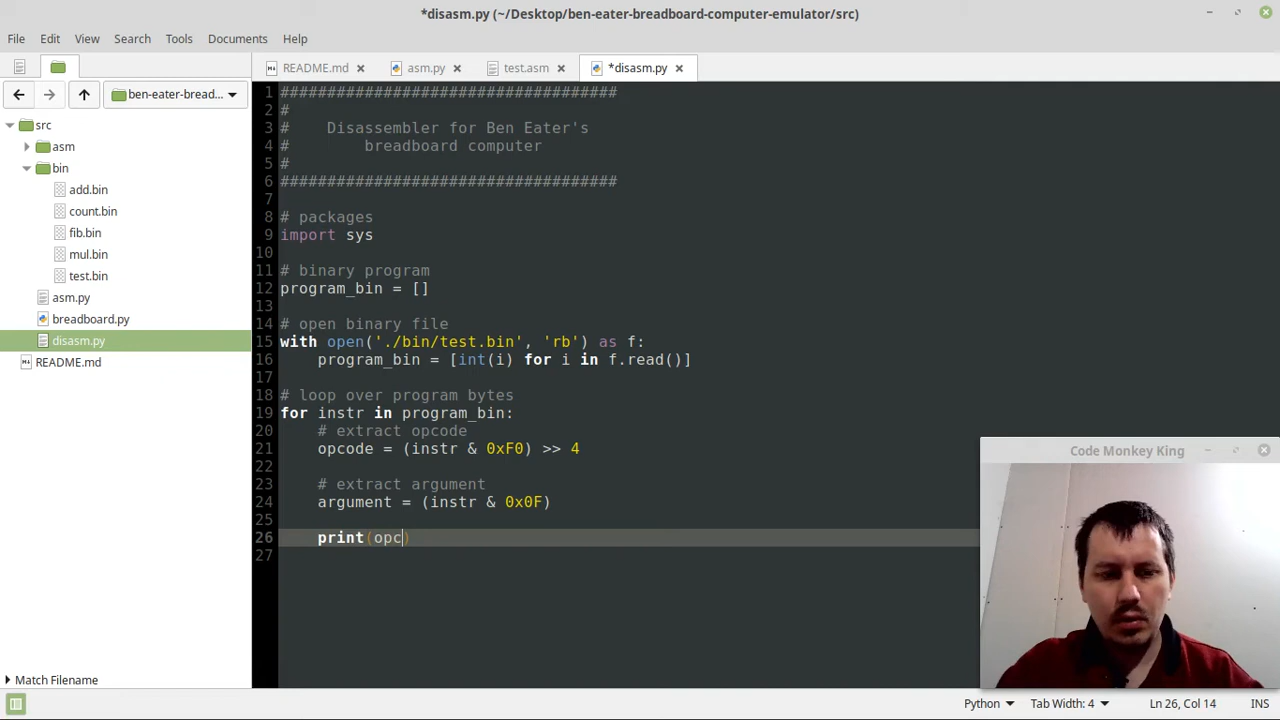 *disasm.py (~/Desktop/ben-eater-breadboard-computer-emulator/src)
File Edit View Search Tools Documents Help
README.md asm.py test.asm *disasm.py
ben-eater-bread...
src
asm
bin
add.bin
count.bin
fib.bin
mul.bin
test.bin
asm.py
breadboard.py
disasm.py
README.md
Match Filename
1 ####################################
2 #
3 #    Disassembler for Ben Eater's
4 #        breadboard computer
5 #
6 ####################################
7
8 # packages
9 import sys
10
11 # binary program
12 program_bin = []
13
14 # open binary file
15 with open('./bin/test.bin', 'rb') as f:
16     program_bin = [int(i) for i in f.read()]
17
18 # loop over program bytes
19 for instr in program_bin:
20     # extract opcode
21     opcode = (instr & 0xF0) >> 4
22
23     # extract argument
24     argument = (instr & 0x0F)
25
26     print(opc)
27
Code Monkey King
Python Tab Width: 4 Ln 26, Col 14 INS